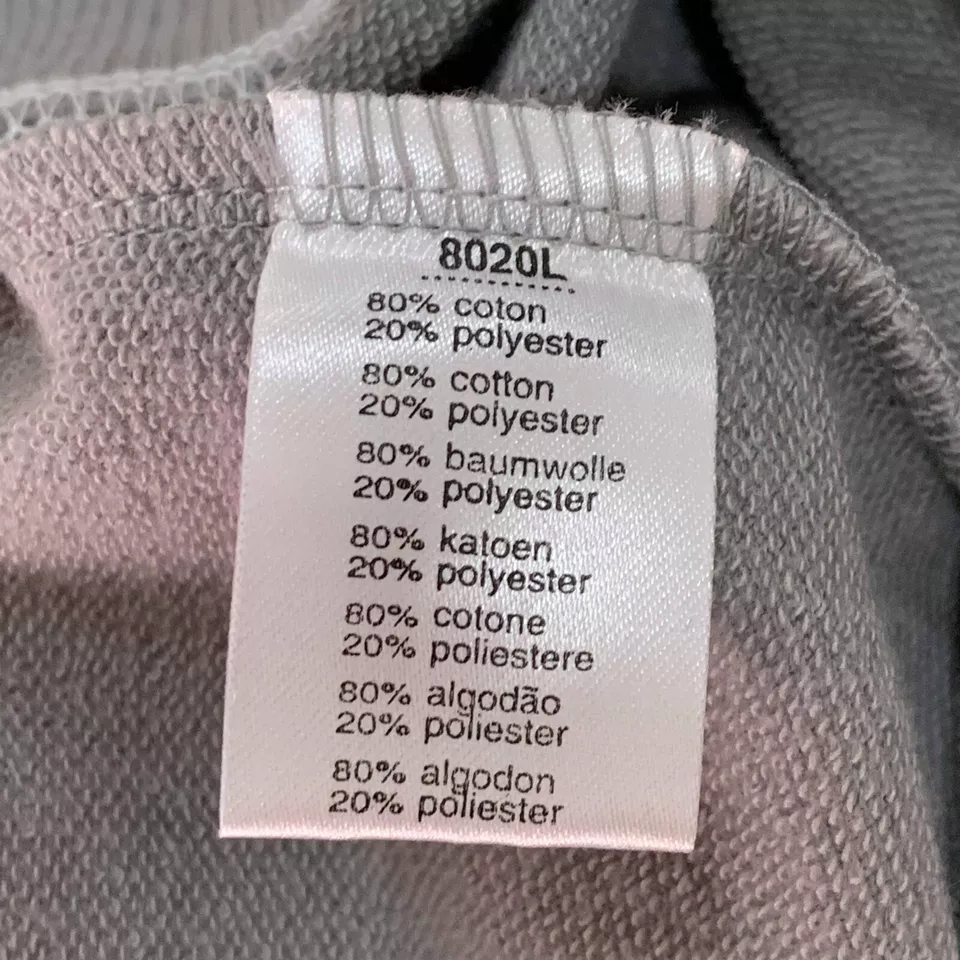 8020L
80% coton
20% polyester
80% cotton
20% polyester
80% baumwolle
20% polyester
80% katoen
20% polyester
80% cotone
20% poliestere
80% algodão
20% poliester
80% algodon
20% poliester